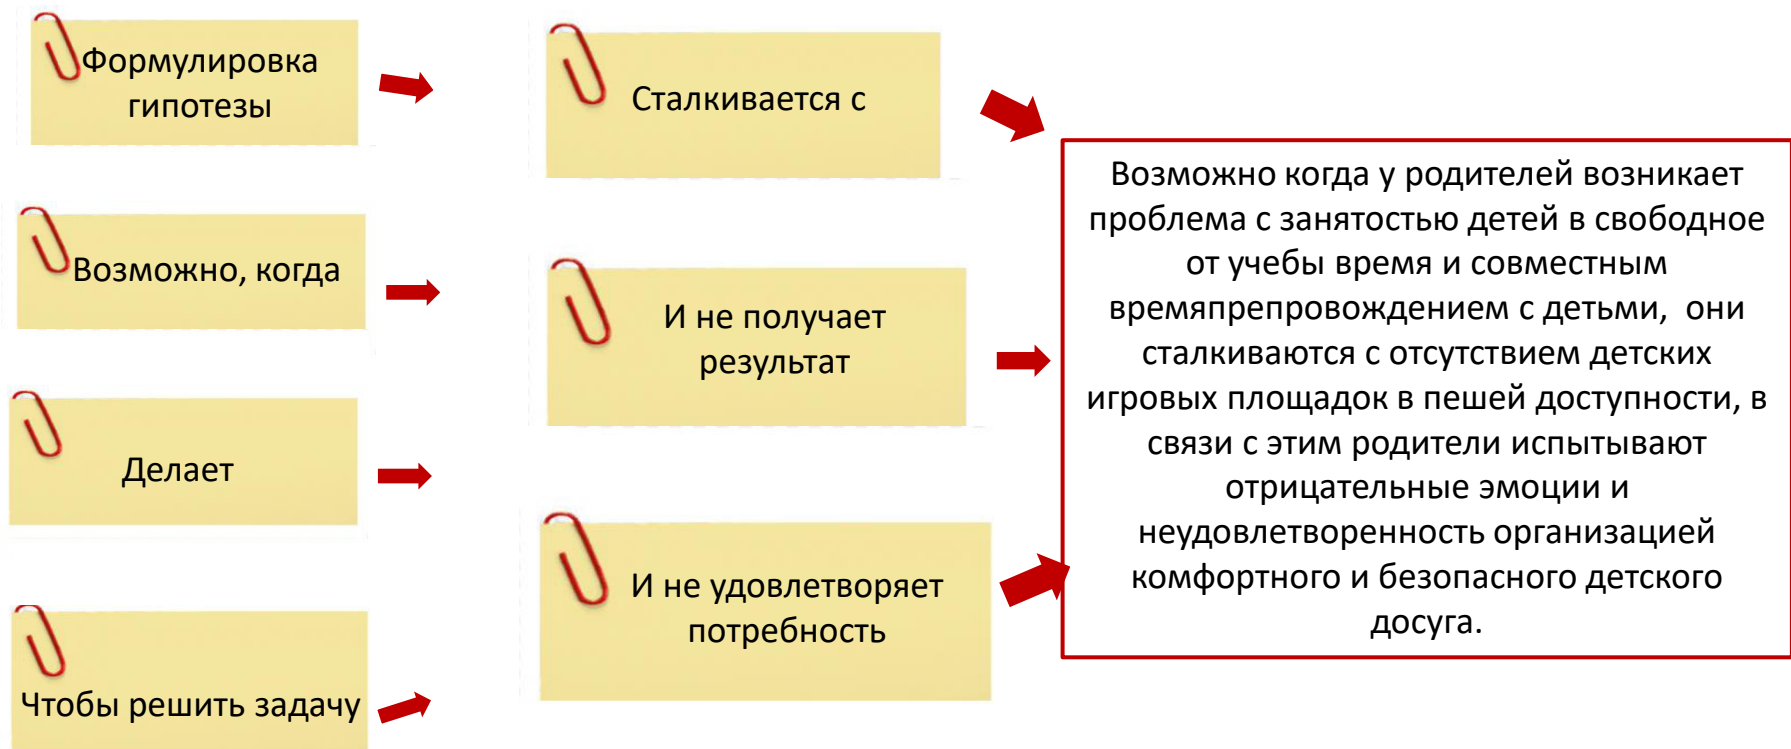 Формулировка
гипотезы
Возможно, когда
Делает
Чтобы решить задачу
Сталкивается с
И не получает
результат
И не удовлетворяет
потребность
Возможно когда у родителей возникает
проблема с занятостью детей в свободное
от учебы время и совместным
времяпрепровождением с детьми, они
сталкиваются с отсутствием детских
игровых площадок в пешей доступности, в
связи с этим родители испытывают
отрицательные эмоции и
неудовлетворенность организацией
комфортного и безопасного детского
досуга.